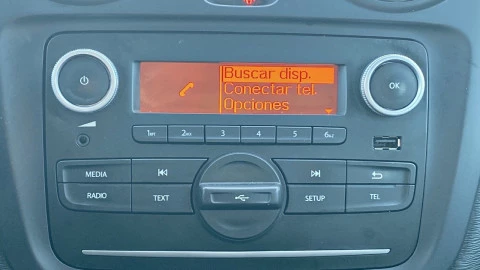 Buscar disp.
Conectar tel.
Opciones
OK
1 2 3 4 5 6
MEDIA
RADIO TEXT SETUP TEL